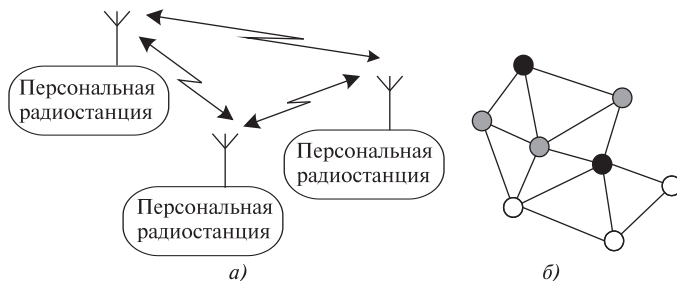 Персональная
радиостанция
Персональная
радиостанция
Персональная
радиостанция
а)
б)